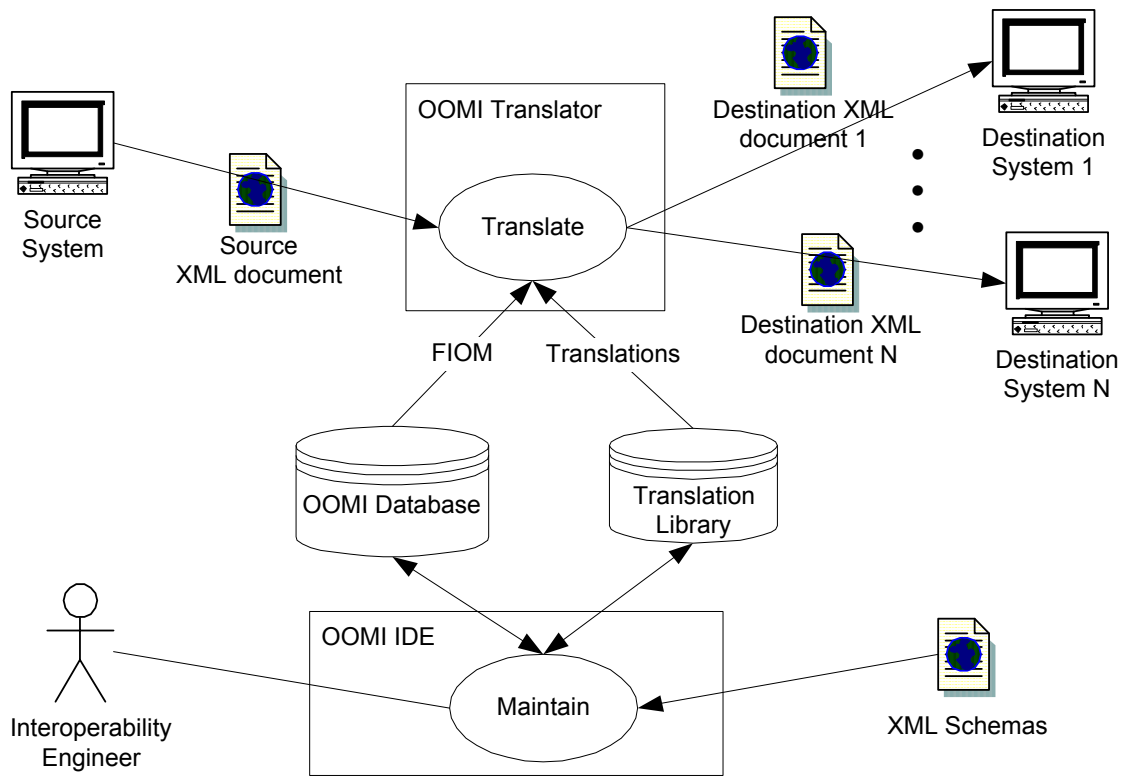 OOMI Translator
Destination XML
document 1
Destination
System 1
Source
System
Source
XML document
Translate
Destination XML
document N
Destination
System N
FIOM
Translations
OOMI Database
Translation
Library
OOMI IDE
Interoperability
Engineer
Maintain
XML Schemas